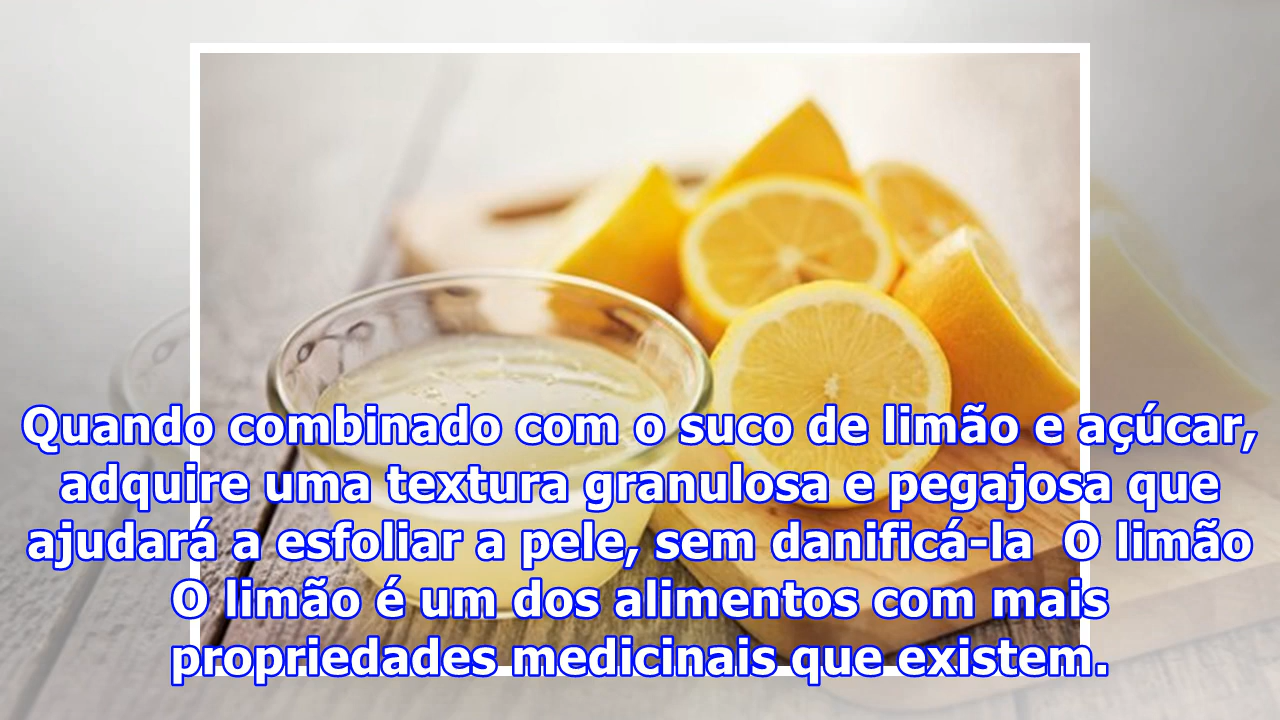 Quando combinado com o suco de limão e açúcar,
adquire uma textura granulosa e pegajosa que
ajudará a esfoliar a pele, sem danificá-la  O limão
O limão é um dos alimentos com mais
propriedades medicinais que existem.